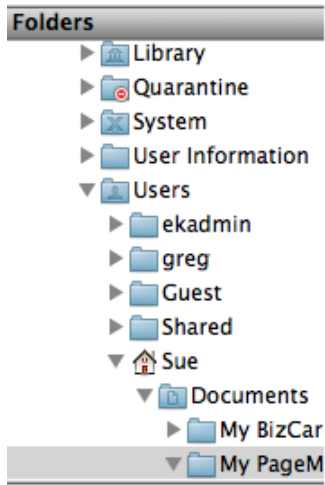 Folders
Library
Quarantine
System
User Information
Users
ekadmin
greg
Guest
Shared
Sue
Documents
My BizCar
My PageM